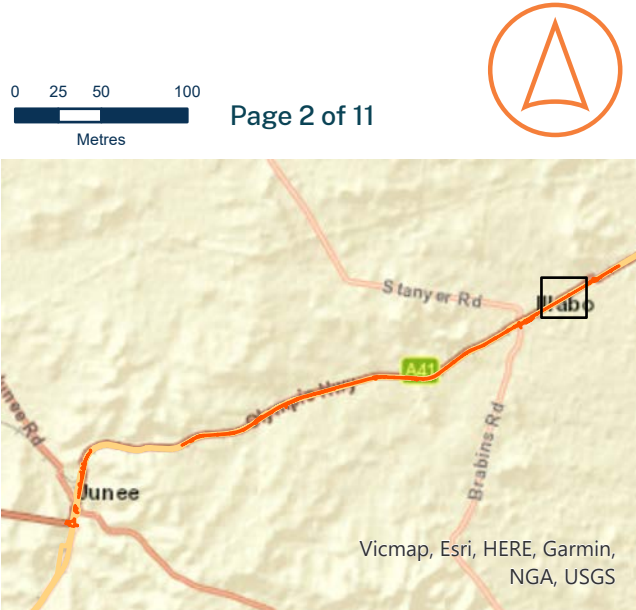 0 25 50 100
Metres
Page 2 of 11
Stanyer Rd
Illabo
A41
Olympic Hwy
Junee Rd
Brabins Rd
Junee
Vicmap, Esri, HERE, Garmin,
NGA, USGS